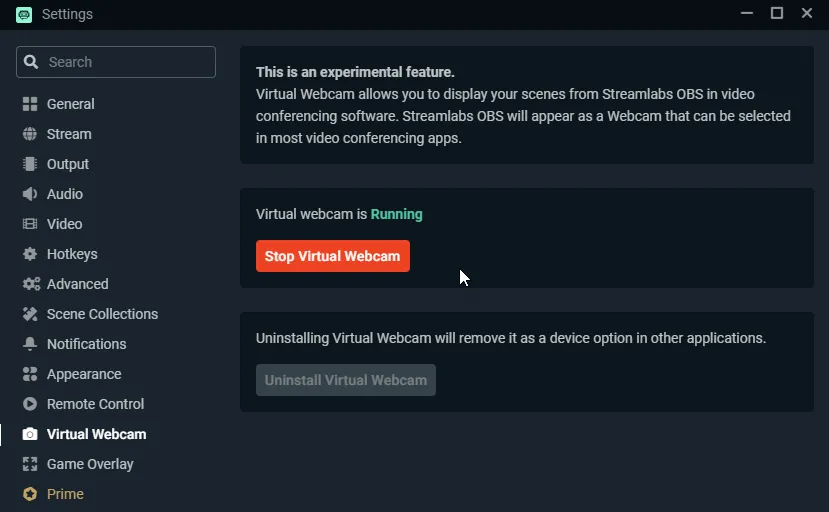 Settings
Search
General
Stream
Output
Audio
Video
Hotkeys
Advanced
Scene Collections
Notifications
Appearance
Remote Control
Virtual Webcam
Game Overlay
Prime
This is an experimental feature.
Virtual Webcam allows you to display your scenes from Streamlabs OBS in video
conferencing software. Streamlabs OBS will appear as a Webcam that can be selected
in most video conferencing apps.
Virtual webcam is Running
Stop Virtual Webcam
Uninstalling Virtual Webcam will remove it as a device option in other applications.
Uninstall Virtual Webcam